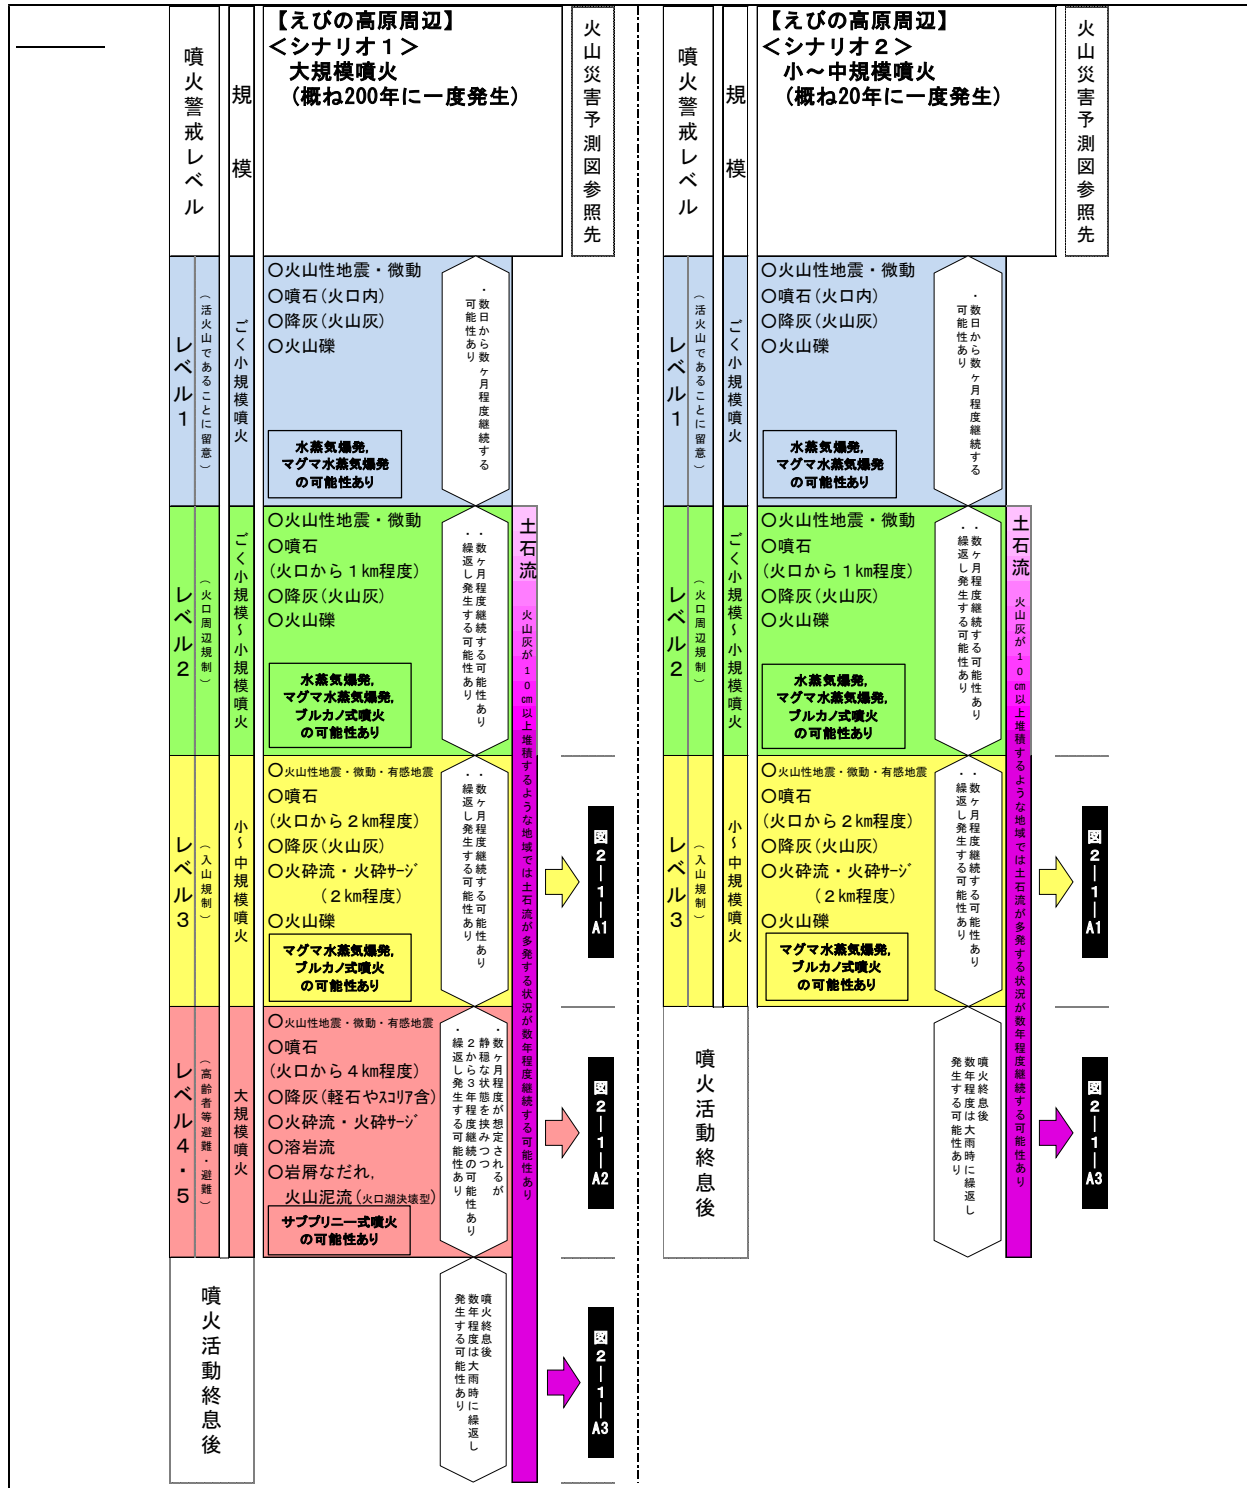 噴火警戒レベル
規模
【えびの高原周辺】
＜シナリオ１＞
大規模噴火
(概ね200年に一度発生)
火山災害予測図参照先
レベル１
（活火山であることに留意）
ごく小規模噴火
○火山性地震・微動
○噴石(火口内)
○降灰(火山灰)
○火山礫
水蒸気爆発,
マグマ水蒸気爆発
の可能性あり
・数日から数ヶ月程度継続する
可能性あり
レベル２
（火口周辺規制）
ごく小規模～小規模噴火
○火山性地震・微動
○噴石
(火口から１km程度)
○降灰(火山灰)
○火山礫
水蒸気爆発,
マグマ水蒸気爆発,
ブルカノ式噴火
の可能性あり
・数ヶ月程度継続する可能性あり
・繰返し発生する可能性あり
土石流
火山灰が１０cm以上堆積するような地域では土石流が多発する状況が数年程度継続する可能性あり
レベル３
（入山規制）
小～中規模噴火
○火山性地震・微動・有感地震
○噴石
(火口から２km程度)
○降灰(火山灰)
○火砕流・火砕ｻｰｼﾞ
(２km程度)
○火山礫
マグマ水蒸気爆発,
ブルカノ式噴火
の可能性あり
・数ヶ月程度継続する可能性あり
・繰返し発生する可能性あり
図２－１－A1
レベル４・５
（高齢者等避難・避難）
大規模噴火
○火山性地震・微動・有感地震
○噴石
(火口から４km程度)
○降灰(軽石やｽｺﾘｱ含)
○火砕流・火砕ｻｰｼﾞ
○溶岩流
○岩屑なだれ,
火山泥流(火口湖決壊型)
サブプリニー式噴火
の可能性あり
・数ヶ月程度が想定されるが
静穏な状態を挟みつつ
２から３年程度継続の可能性あり
・繰返し発生する可能性あり
図２－１－A2
噴火活動終息後
噴火終息後
数年程度は大雨時に繰返し
発生する可能性あり
図２－１－A3
噴火警戒レベル
規模
【えびの高原周辺】
＜シナリオ２＞
小～中規模噴火
(概ね20年に一度発生)
火山災害予測図参照先
レベル１
（活火山であることに留意）
ごく小規模噴火
○火山性地震・微動
○噴石(火口内)
○降灰(火山灰)
○火山礫
水蒸気爆発,
マグマ水蒸気爆発
の可能性あり
・数日から数ヶ月程度継続する
可能性あり
レベル２
（火口周辺規制）
ごく小規模～小規模噴火
○火山性地震・微動
○噴石
(火口から１km程度)
○降灰(火山灰)
○火山礫
水蒸気爆発,
マグマ水蒸気爆発,
ブルカノ式噴火
の可能性あり
・数ヶ月程度継続する可能性あり
・繰返し発生する可能性あり
土石流
火山灰が１０cm以上堆積するような地域では土石流が多発する状況が数年程度継続する可能性あり
レベル３
（入山規制）
小～中規模噴火
○火山性地震・微動・有感地震
○噴石
(火口から２km程度)
○降灰(火山灰)
○火砕流・火砕ｻｰｼﾞ
(２km程度)
○火山礫
マグマ水蒸気爆発,
ブルカノ式噴火
の可能性あり
・数ヶ月程度継続する可能性あり
・繰返し発生する可能性あり
図２－１－A1
噴火活動終息後
噴火終息後
数年程度は大雨時に繰返し
発生する可能性あり
図２－１－A3